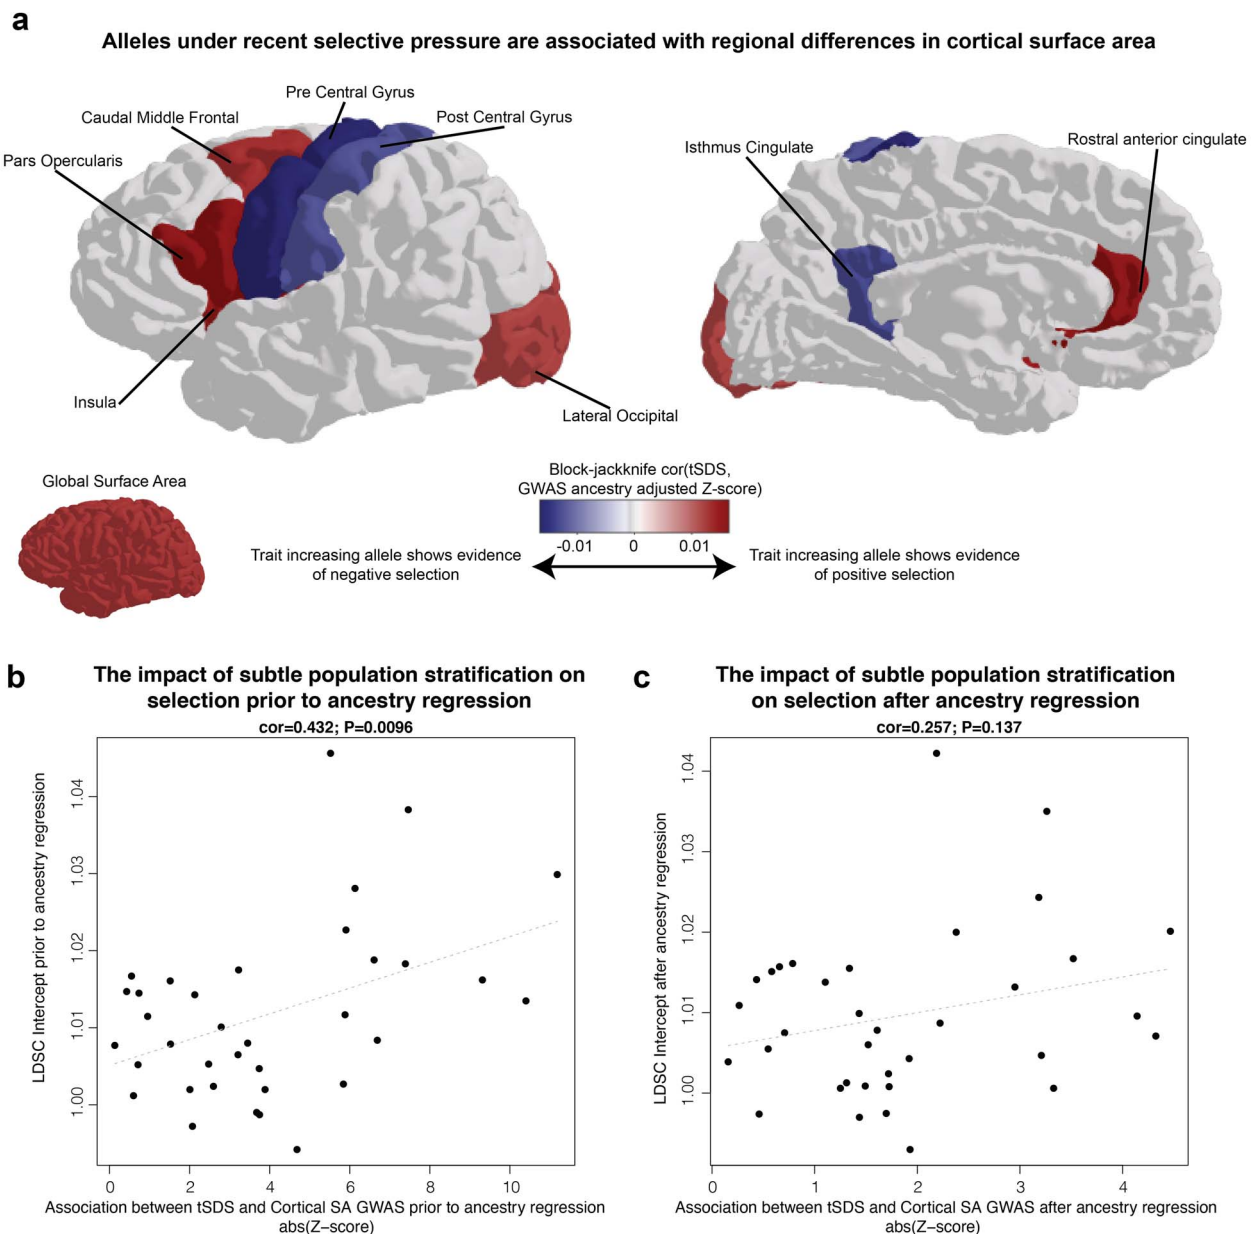 a
Alleles under recent selective pressure are associated with regional differences in cortical surface area
Pre Central Gyrus
Caudal Middle Frontal
Post Central Gyrus
Pars Opercularis
Insula
Lateral Occipital
Isthmus Cingulate
Rostral anterior cingulate
Global Surface Area
Block-jackknife cor(tSDS,
GWAS ancestry adjusted Z-score)
-0.01 0 0.01
Trait increasing allele shows evidence
of negative selection
Trait increasing allele shows evidence
of positive selection
b
The impact of subtle population stratification on
selection prior to ancestry regression
cor=0.432; P=0.0096
LDSC Intercept prior to ancestry regression
1.04
1.03
1.02
1.01
1.00
0 2 4 6 8 10
Association between tSDS and Cortical SA GWAS prior to ancestry regression
abs(Z−score)
c
The impact of subtle population stratification
on selection after ancestry regression
cor=0.257; P=0.137
LDSC Intercept after ancestry regression
1.04
1.03
1.02
1.01
1.00
0 1 2 3 4
Association between tSDS and Cortical SA GWAS after ancestry regression
abs(Z−score)